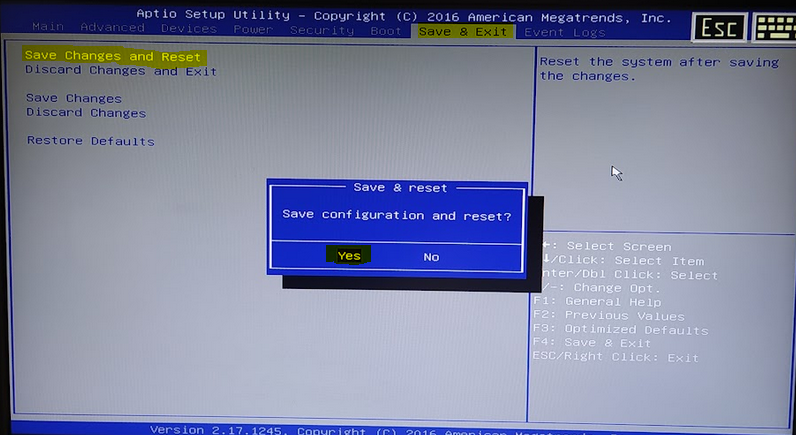 Aptio Setup Utility – Copyright (C) 2016 American Megatrends, Inc.
Main Advanced Devices Power Security Boot Save & Exit Event Logs
Esc
Save Changes and Reset
Discard Changes and Exit
Save Changes
Discard Changes
Restore Defaults
Reset the system after saving
the changes.
Save & reset
Save configuration and reset?
Yes No
: Select Screen
/Click: Select Item
nter/Dbl Click: Select
/-: Change Opt.
F1: General Help
F2: Previous Values
F3: Optimized Defaults
F4: Save & Exit
ESC/Right Click: Exit
Version 2.17.1245. Copyright (C) 2016 American Megatrends